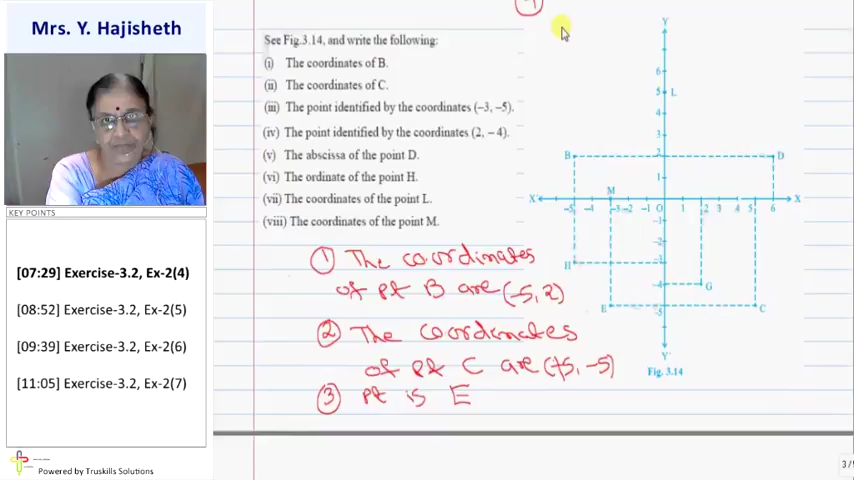 Mrs. Y. Hajisheth
KEY POINTS
[07:29] Exercise-3.2, Ex-2(4)
[08:52] Exercise-3.2, Ex-2(5)
[09:39] Exercise-3.2, Ex-2(6)
[11:05] Exercise-3.2, Ex-2(7)
Powered by Truskills Solutions
See Fig.3.14, and write the following:
(i) The coordinates of B.
(ii) The coordinates of C.
(iii) The point identified by the coordinates (–3, –5).
(iv) The point identified by the coordinates (2, – 4).
(v) The abscissa of the point D.
(vi) The ordinate of the point H.
(vii) The coordinates of the point L.
(viii) The coordinates of the point M.
① The coordinates
of pt B are (-5, 2)
② The coordinates
of pt C are (+5, -5)
③ Pt is E
Y
6
5 L
4
3
B 2 D
1
M
X' -5 -4 -3 -2 -1 O 1 2 3 4 5 6 X
-1
-2
H -3
-4 G
E -5 C
Y'
Fig. 3.14
3/